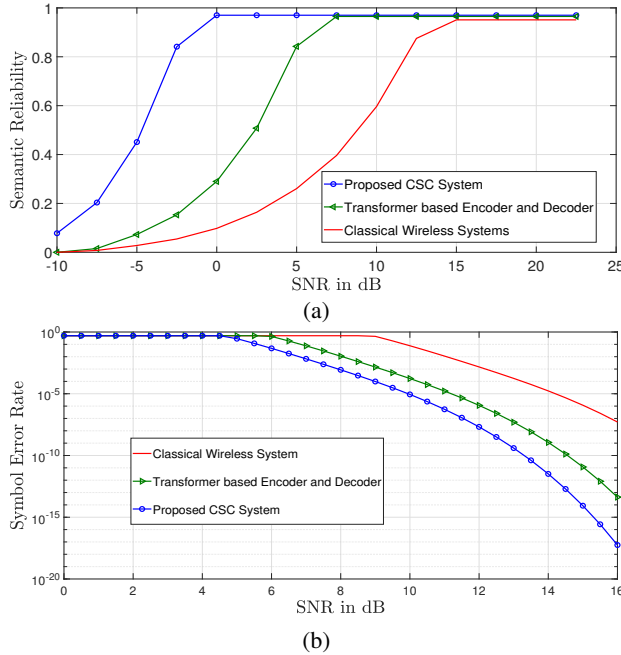 1
0.8
0.6
0.4
0.2
0
Semantic Reliability
Proposed CSC System
Transformer based Encoder and Decoder
Classical Wireless Systems
-10 -5 0 5 10 15 20 25
SNR in dB
(a)
10^0
10^-5
10^-10
10^-15
10^-20
Symbol Error Rate
Classical Wireless System
Transformer based Encoder and Decoder
Proposed CSC System
0 2 4 6 8 10 12 14 16
SNR in dB
(b)